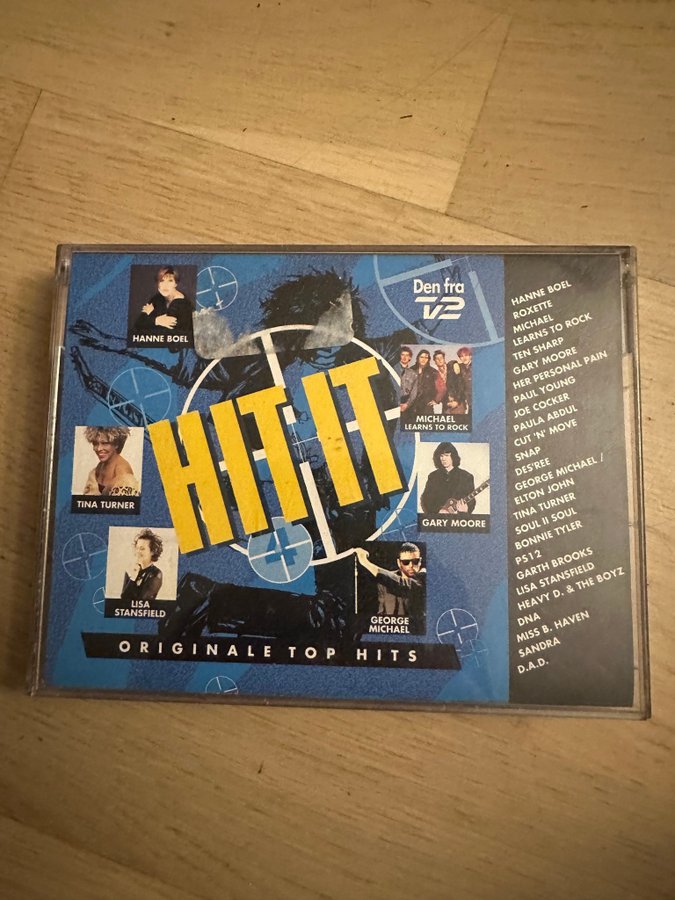 Den fra
TV2
HANNE BOEL
HIT IT
MICHAEL
LEARNS TO ROCK
TINA TURNER
GARY MOORE
LISA
STANSFIELD
GEORGE
MICHAEL
ORIGINALE TOP HITS
HANNE BOEL
ROXETTE
MICHAEL
LEARNS TO ROCK
TEN SHARP
GARY MOORE
HER PERSONAL PAIN
PAUL YOUNG
JOE COCKER
PAULA ABDUL
CUT 'N' MOVE
SNAP
DES'REE
GEORGE MICHAEL /
ELTON JOHN
TINA TURNER
SOUL II SOUL
BONNIE TYLER
PS12
GARTH BROOKS
LISA STANSFIELD
HEAVY D. & THE BOYZ
DNA
MISS B. HAVEN
SANDRA
D.A.D.